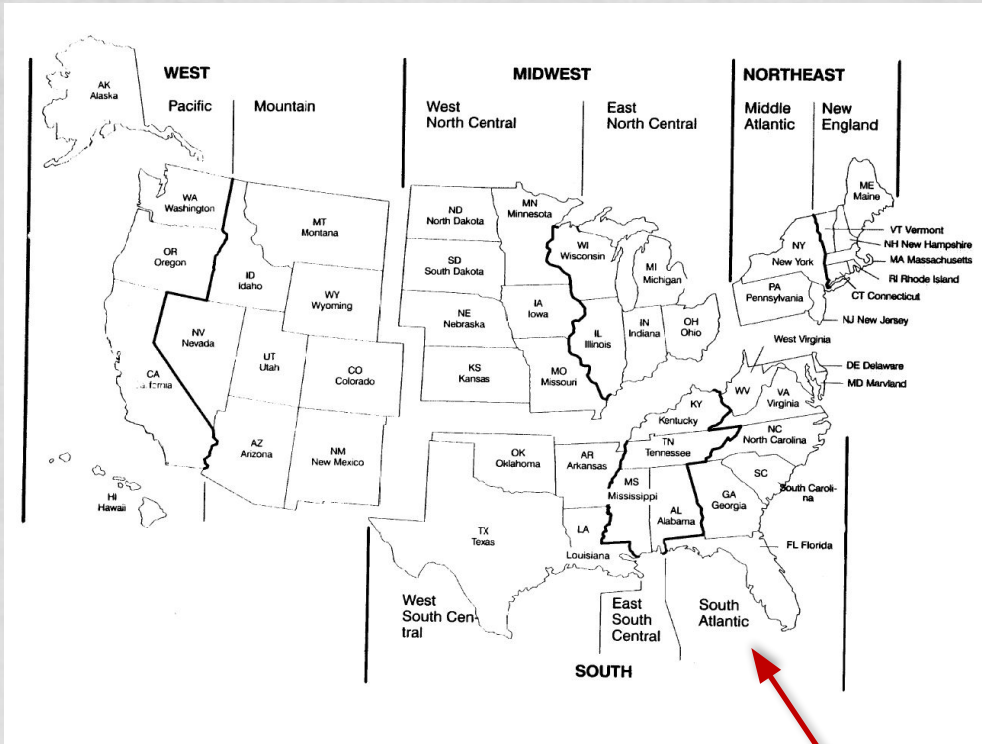 WEST
MIDWEST
NORTHEAST
Pacific
Mountain
West
North Central
East
North Central
Middle
Atlantic
New
England
AK
Alaska
WA
Washington
OR
Oregon
CA
HI
Hawaii
MT
Montana
ID
Idaho
WY
Wyoming
NV
Nevada
UT
Utah
CO
Colorado
AZ
Arizona
NM
New Mexico
ND
North Dakota
SD
South Dakota
NE
Nebraska
KS
Kansas
MN
Minnesota
IA
Iowa
MO
Missouri
WI
Wisconsin
MI
Michigan
IL
Illinois
IN
Indiana
OH
Ohio
NY
New York
PA
Pennsylvania
ME
Maine
VT Vermont
NH New Hampshire
MA Massachusetts
RI Rhode Island
CT Connecticut
NJ New Jersey
West Virginia
DE Delaware
MD Marvland
WV
VA
Virginia
KY
Kentucky
TN
Tennessee
NC
North Carolina
SC
South Caroli-
na
GA
Georgia
FL Florida
OK
Oklahoma
AR
Arkansas
TX
Texas
LA
Louisiana
MS
Mississippi
AL
Alabama
West
South Cen-
tral
East
South
Central
South
Atlantic
SOUTH